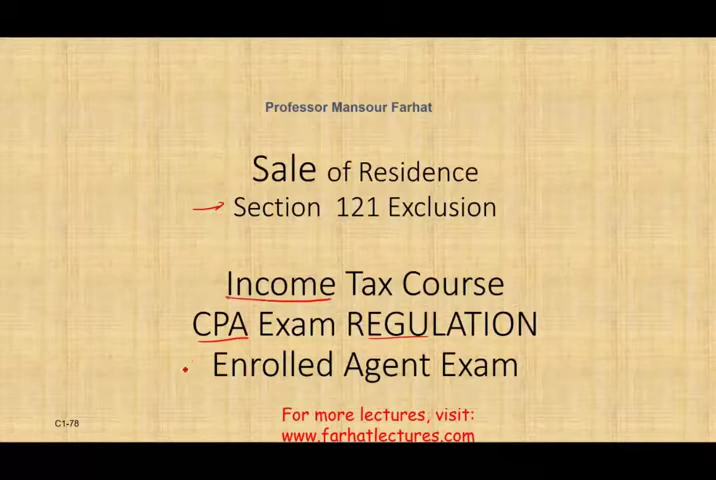 Professor Mansour Farhat
Sale of Residence
Section 121 Exclusion
Income Tax Course
CPA Exam REGULATION
Enrolled Agent Exam
For more lectures, visit:
www.farhatlectures.com
C1-78